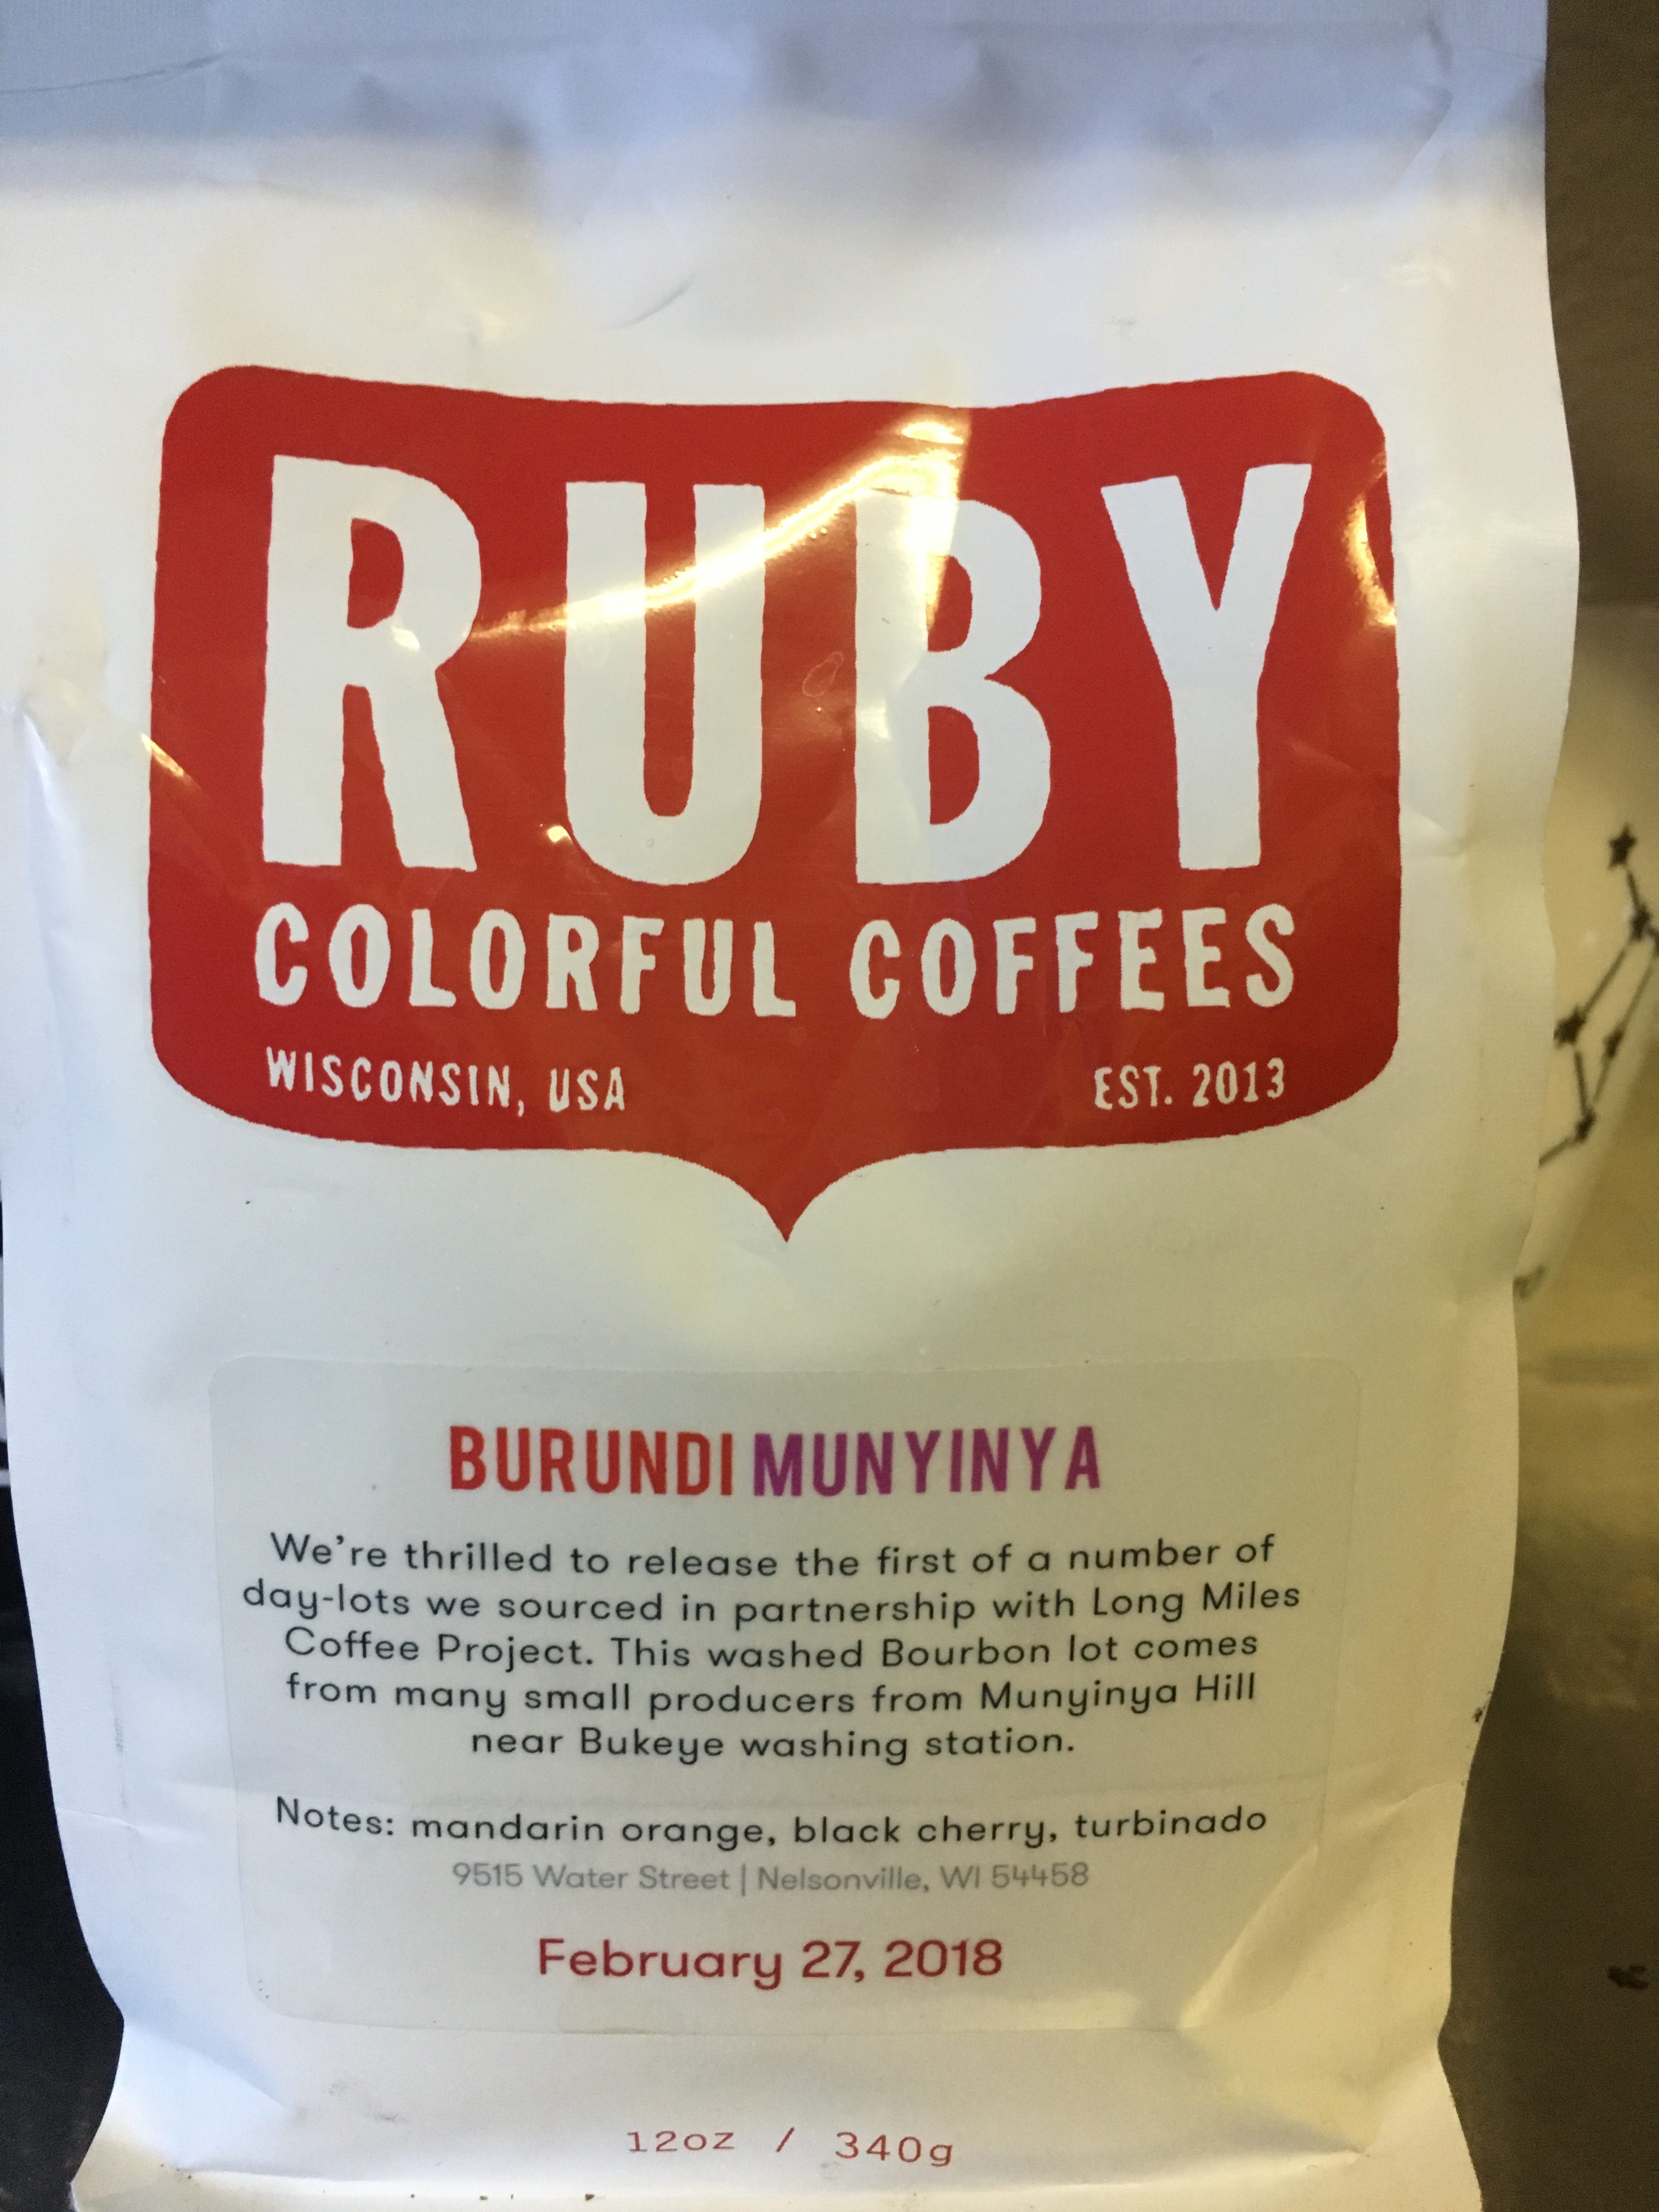 RUBY
COLORFUL COFFEES
WISCONSIN, USA EST. 2013
BURUNDI MUNYINYA
We're thrilled to release the first of a number of
day-lots we sourced in partnership with Long Miles
Coffee Project. This washed Bourbon lot comes
from many small producers from Munyinya Hill
near Bukeye washing station.
Notes: mandarin orange, black cherry, turbinado
9515 Water Street | Nelsonville, WI 54458
February 27, 2018
12oz / 340g